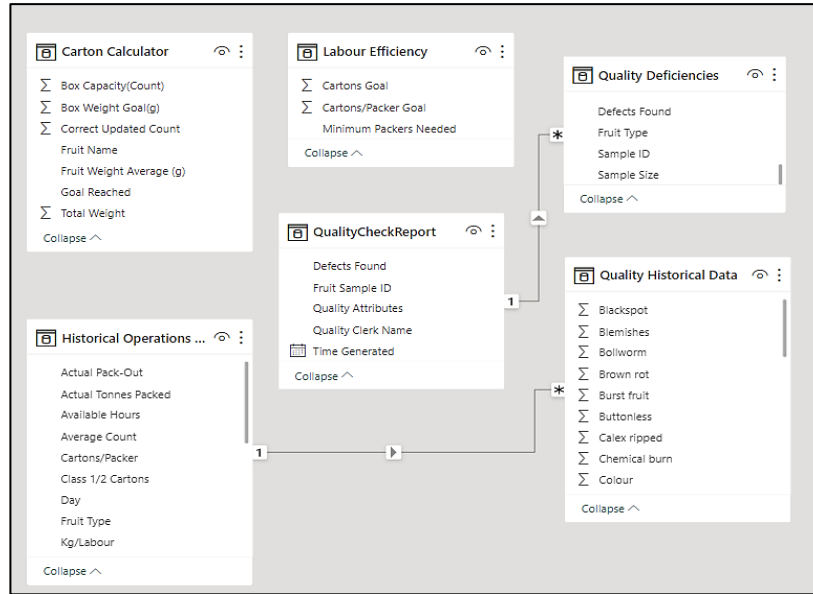 Carton Calculator
Box Capacity(Count)
Box Weight Goal(g)
Correct Updated Count
Fruit Name
Fruit Weight Average (g)
Goal Reached
Total Weight
Collapse
Labour Efficiency
Cartons Goal
Cartons/Packer Goal
Minimum Packers Needed
Collapse
Quality Deficiencies
Defects Found
Fruit Type
Sample ID
Sample Size
Collapse
QualityCheckReport
Defects Found
Fruit Sample ID
Quality Attributes
Quality Clerk Name
Time Generated
Collapse
Quality Historical Data
Blackspot
Blemishes
Bollworm
Brown rot
Burst fruit
Buttonless
Calex ripped
Chemical burn
Colour
Collapse
Historical Operations ...
Actual Pack-Out
Actual Tonnes Packed
Available Hours
Average Count
Cartons/Packer
Class 1/2 Cartons
Day
Fruit Type
Kg/Labour
Collapse
1
*
1
*